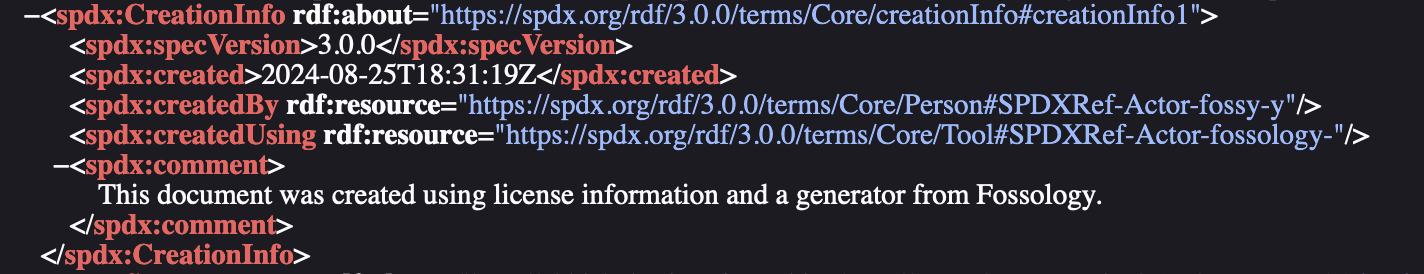 −<spdx:CreationInfo rdf:about="https://spdx.org/rdf/3.0.0/terms/Core/creationInfo#creationInfo1">
<spdx:specVersion>3.0.0</spdx:specVersion>
<spdx:created>2024-08-25T18:31:19Z</spdx:created>
<spdx:createdBy rdf:resource="https://spdx.org/rdf/3.0.0/terms/Core/Person#SPDXRef-Actor-fossy-y"/>
<spdx:createdUsing rdf:resource="https://spdx.org/rdf/3.0.0/terms/Core/Tool#SPDXRef-Actor-fossology-"/>
−<spdx:comment>
This document was created using license information and a generator from Fossology.
</spdx:comment>
</spdx:CreationInfo>